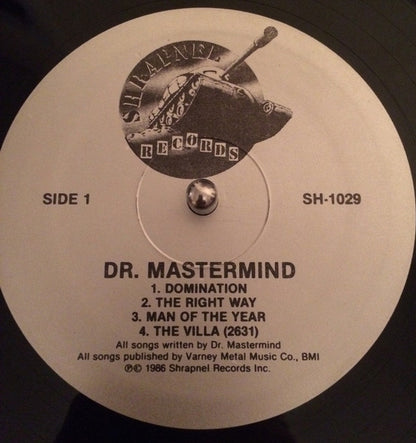 SHRAPNEL
RECORDS
SIDE 1
SH-1029
DR. MASTERMIND
1. DOMINATION
2. THE RIGHT WAY
3. MAN OF THE YEAR
4. THE VILLA (2631)
All songs written by Dr. Mastermind
All songs published by Varney Metal Music Co., BMI
℗© 1986 Shrapnel Records Inc.